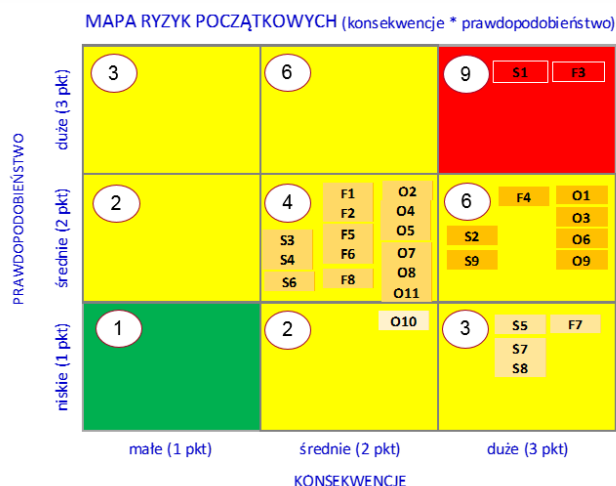 MAPA RYZYK POCZĄTKOWYCH (konsekwencje * prawdopodobieństwo)
PRAWDOPODOBIEŃSTWO
duże (3 pkt)
3
6
9
S1 F3
średnie (2 pkt)
2
4
F1
F2
F5
F6
F8
S3
S4
S6
O2
O4
O5
O7
O8
O11
6
F4
S2
S9
O1
O3
O6
O9
niskie (1 pkt)
1
2
O10
3
S5 F7
S7
S8
małe (1 pkt) średnie (2 pkt) duże (3 pkt)
KONSEKWENCJE